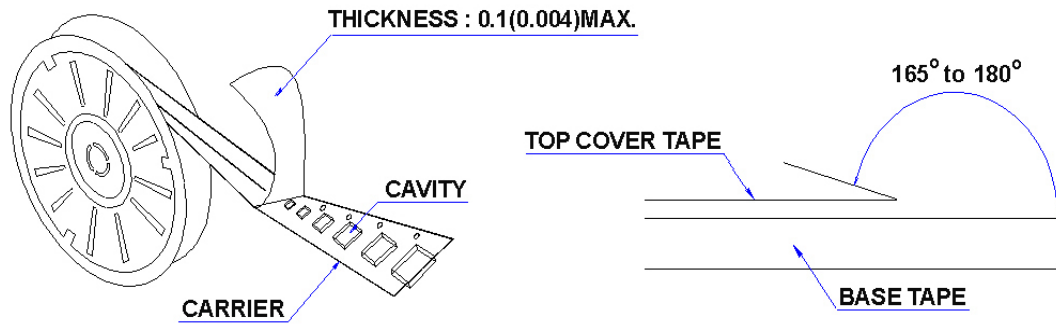 THICKNESS : 0.1(0.004)MAX.
CAVITY
CARRIER
165° to 180°
TOP COVER TAPE
BASE TAPE